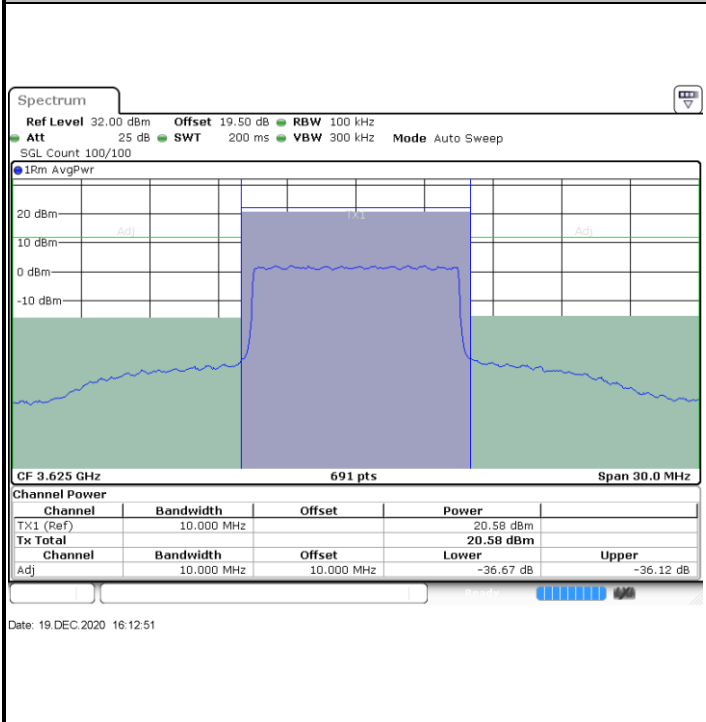 Spectrum
Ref Level 32.00 dBm Offset 19.50 dB RBW 100 kHz
Att 25 dB SWT 200 ms VBW 300 kHz Mode Auto Sweep
SGL Count 100/100
1Rm AvgPwr
20 dBm
TX1
Adj Adj
10 dBm
0 dBm
-10 dBm
CF 3.625 GHz 691 pts Span 30.0 MHz
Channel Power
Channel Bandwidth Offset Power
TX1 (Ref) 10.000 MHz 20.58 dBm
Tx Total 20.58 dBm
Channel Bandwidth Offset Lower Upper
Adj 10.000 MHz 10.000 MHz -36.67 dB -36.12 dB
Ready
Date: 19.DEC.2020 16:12:51